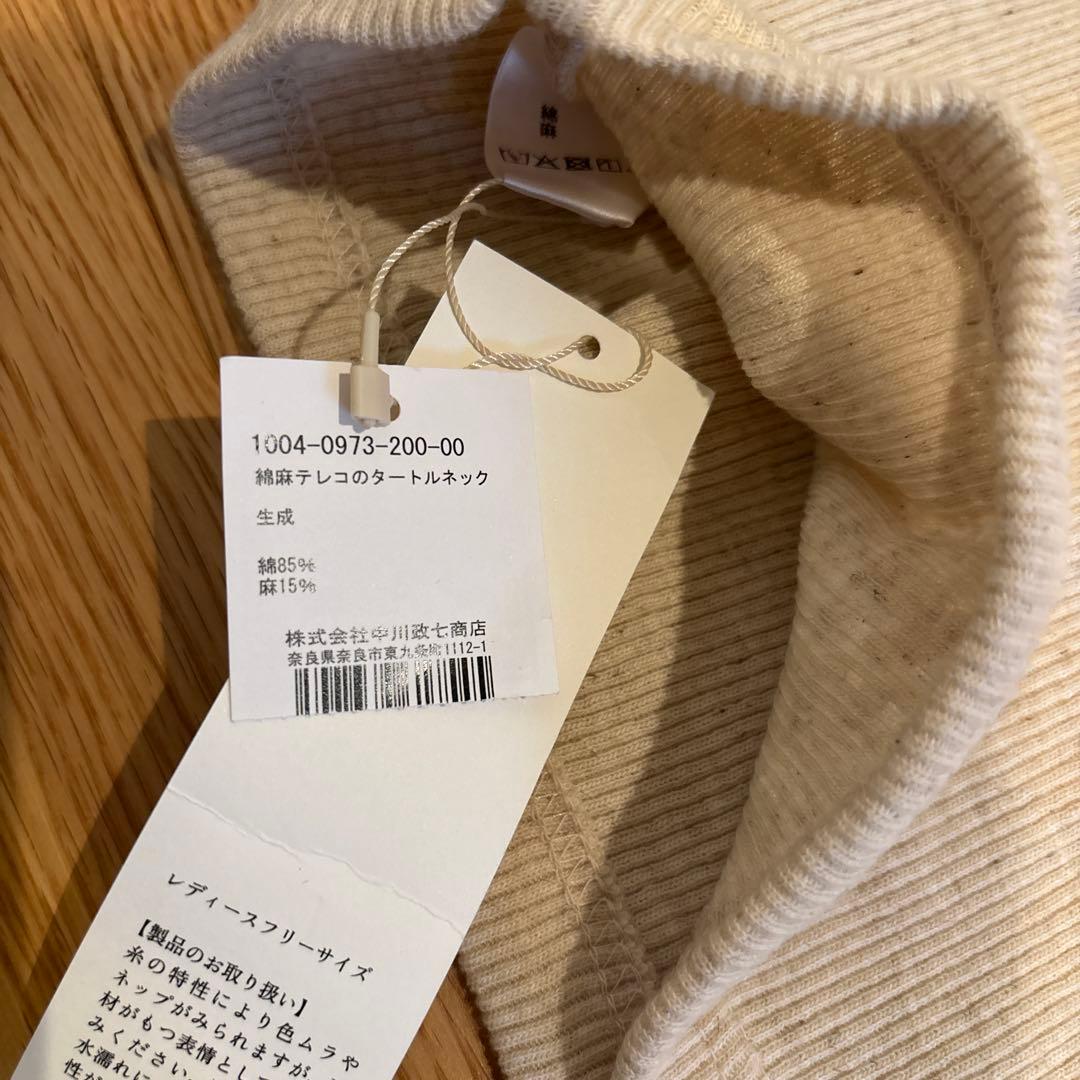 綿
麻
1004-0973-200-00
綿麻テレコのタートルネック
生成
綿85%
麻15%
株式会社中川政七商店
奈良県奈良市東九条町1112-1
レディースフリーサイズ
【製品のお取り扱い】
糸の特性により色ムラや
ネップがみられますが、
材がもつ表情とし
みください。
水濡れに
性が